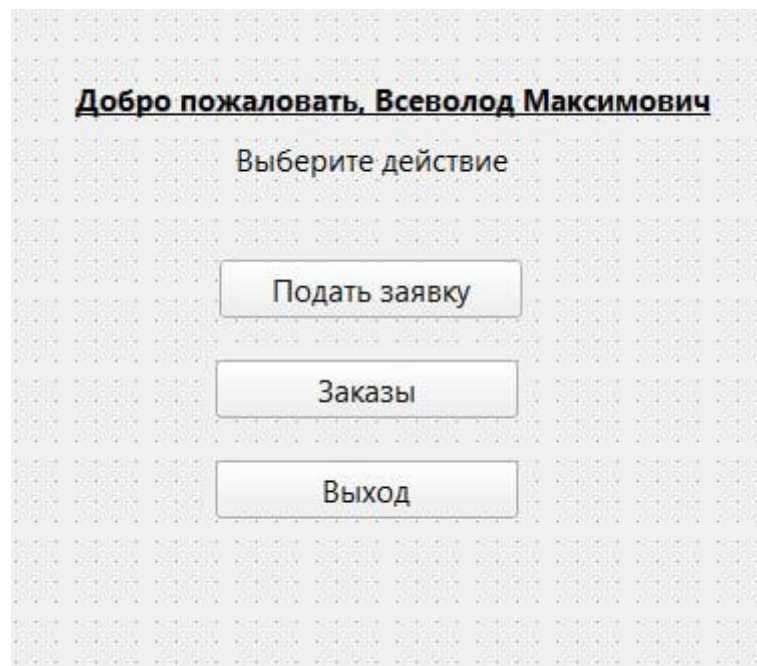 Добро пожаловать, Всеволод Максимович
Выберите действие
Подать заявку
Заказы
Выход